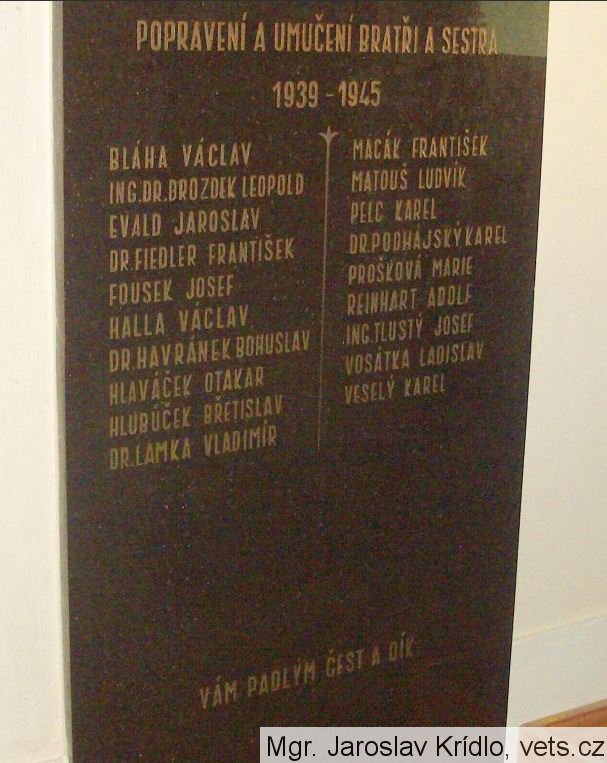 POPRAVENÍ A UMUČENÍ BRATŘI A SESTRA
1939 - 1945
BLÁHA VÁCLAV
ING.DR.BROZDEK LEOPOLD
EVALD JAROSLAV
DR.FIEDLER FRANTIŠEK
FOUSEK JOSEF
HALLA VÁCLAV
DR.HAVRÁNEK BOHUSLAV
HLAVÁČEK OTAKAR
HLUBŮČEK BŘETISLAV
DR.LAMKA VLADIMÍR
MACÁK FRANTIŠEK
MATOUŠ LUDVÍK
PELC KAREL
DR.PODHÁJSKÝ KAREL
PROŠKOVÁ MARIE
REINHART ADOLF
ING.TLUSTÝ JOSEF
VOSÁTKA LADISLAV
VESELÝ KAREL
VÁM PADLÝM ČEST A DÍK
Mgr. Jaroslav Krídlo, vets.cz